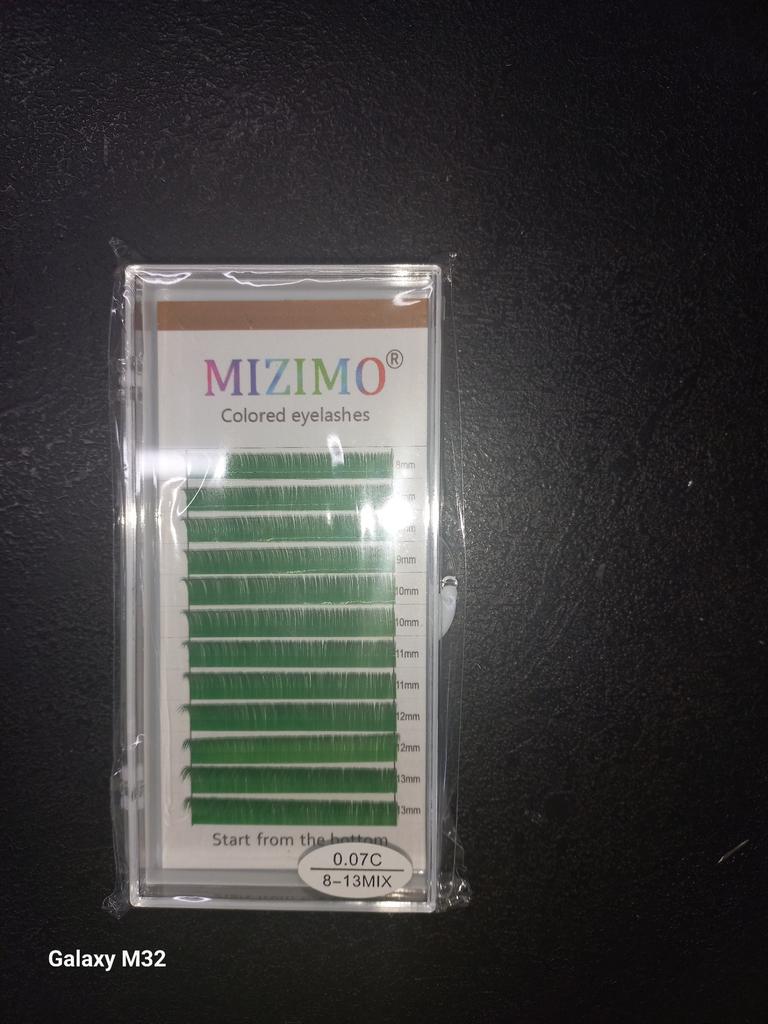 MIZIMO®
Colored eyelashes
8mm
9mm
10mm
10mm
11mm
11mm
12mm
12mm
13mm
13mm
Start from the bottom
0.07C
8-13MIX
Galaxy M32